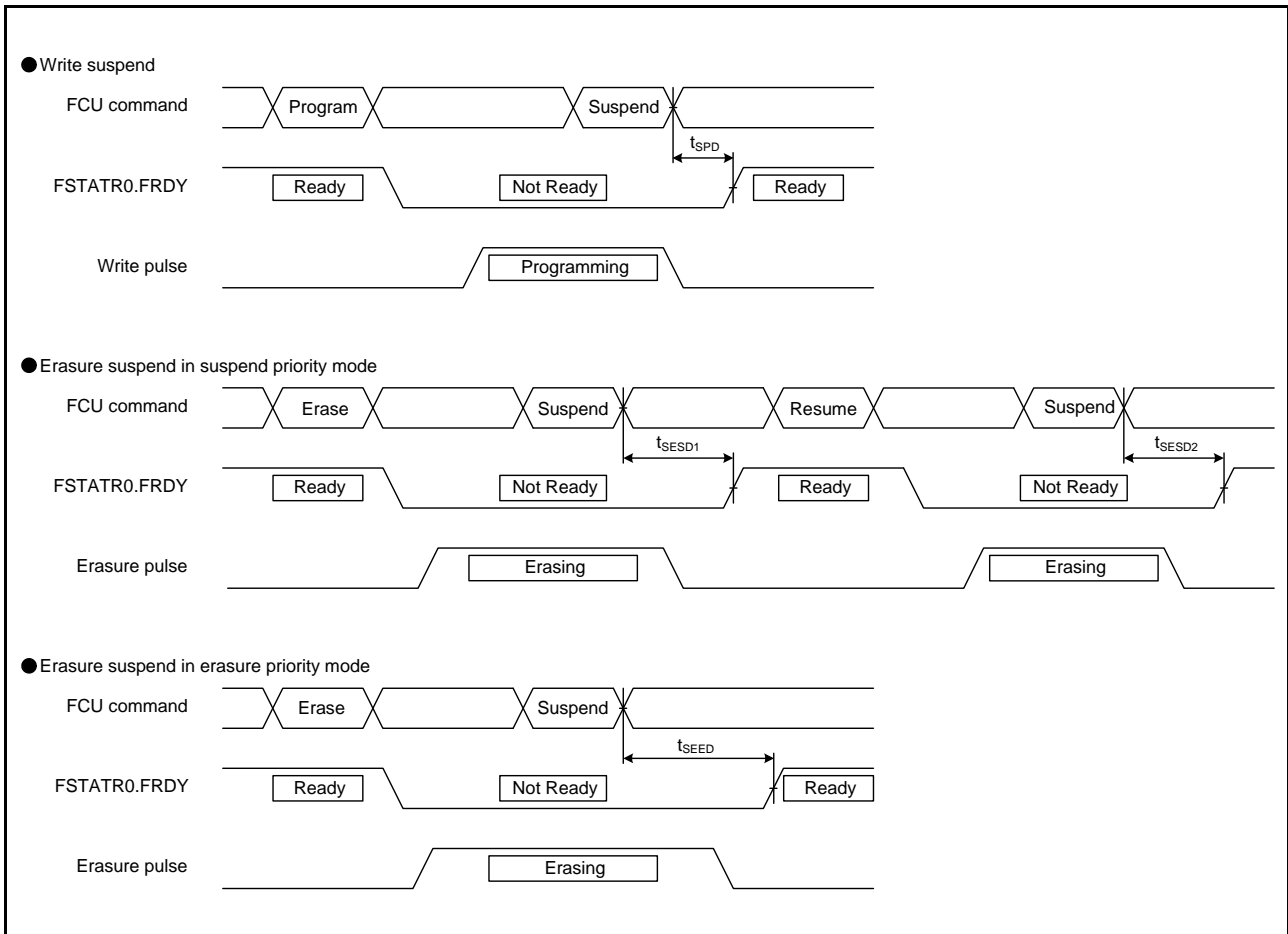 ●Write suspend
FCU command Program Suspend
tSPD
FSTATR0.FRDY Ready Not Ready Ready
Write pulse Programming
●Erasure suspend in suspend priority mode
FCU command Erase Suspend Resume Suspend
tSESD1 tSESD2
FSTATR0.FRDY Ready Not Ready Ready Not Ready
Erasure pulse Erasing Erasing
●Erasure suspend in erasure priority mode
FCU command Erase Suspend
tSEED
FSTATR0.FRDY Ready Not Ready Ready
Erasure pulse Erasing